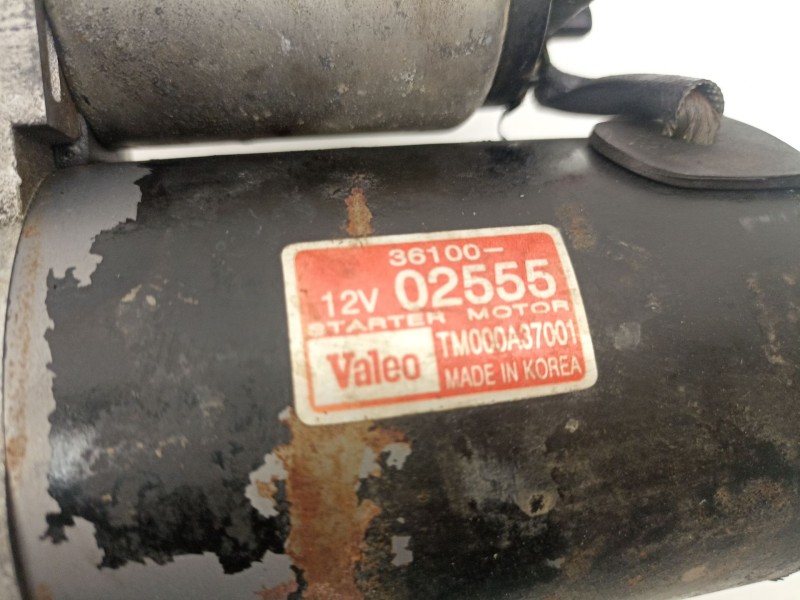 36100-
12V 02555
STARTER MOTOR
Valeo TM000A37001
MADE IN KOREA